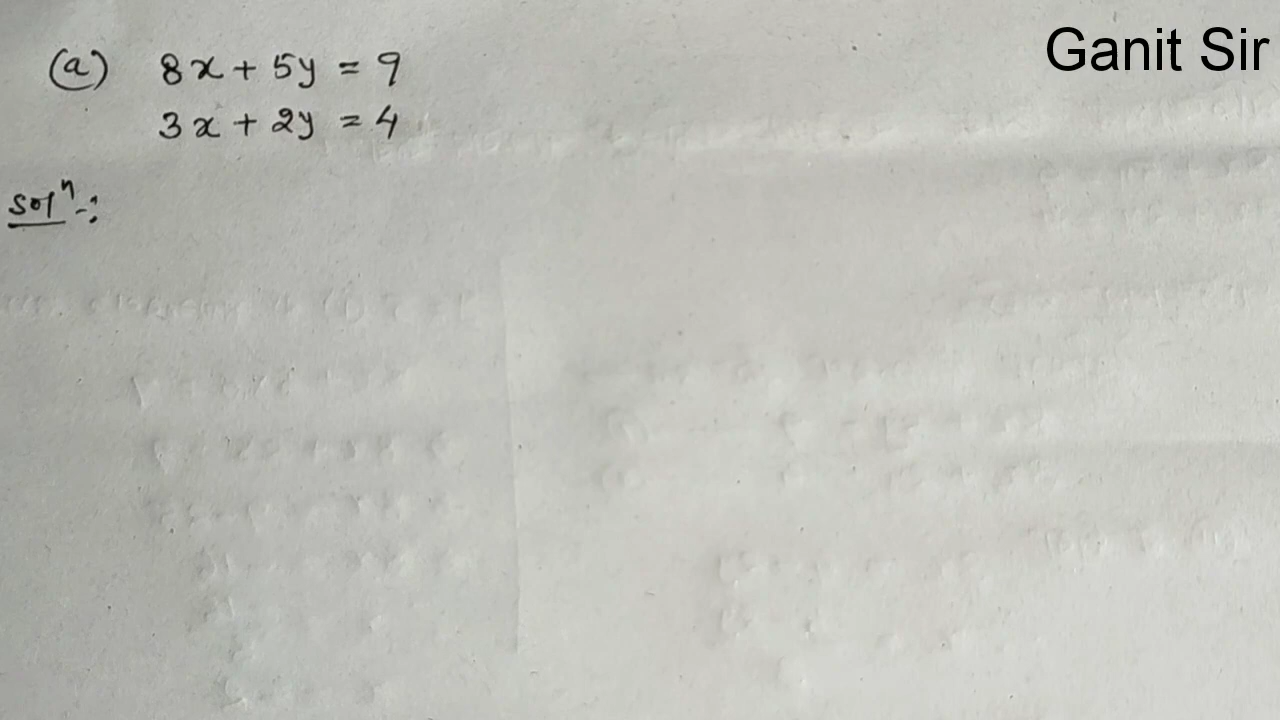 Ganit Sir
(a) 8x + 5y = 9
3x + 2y = 4
Solⁿ-: